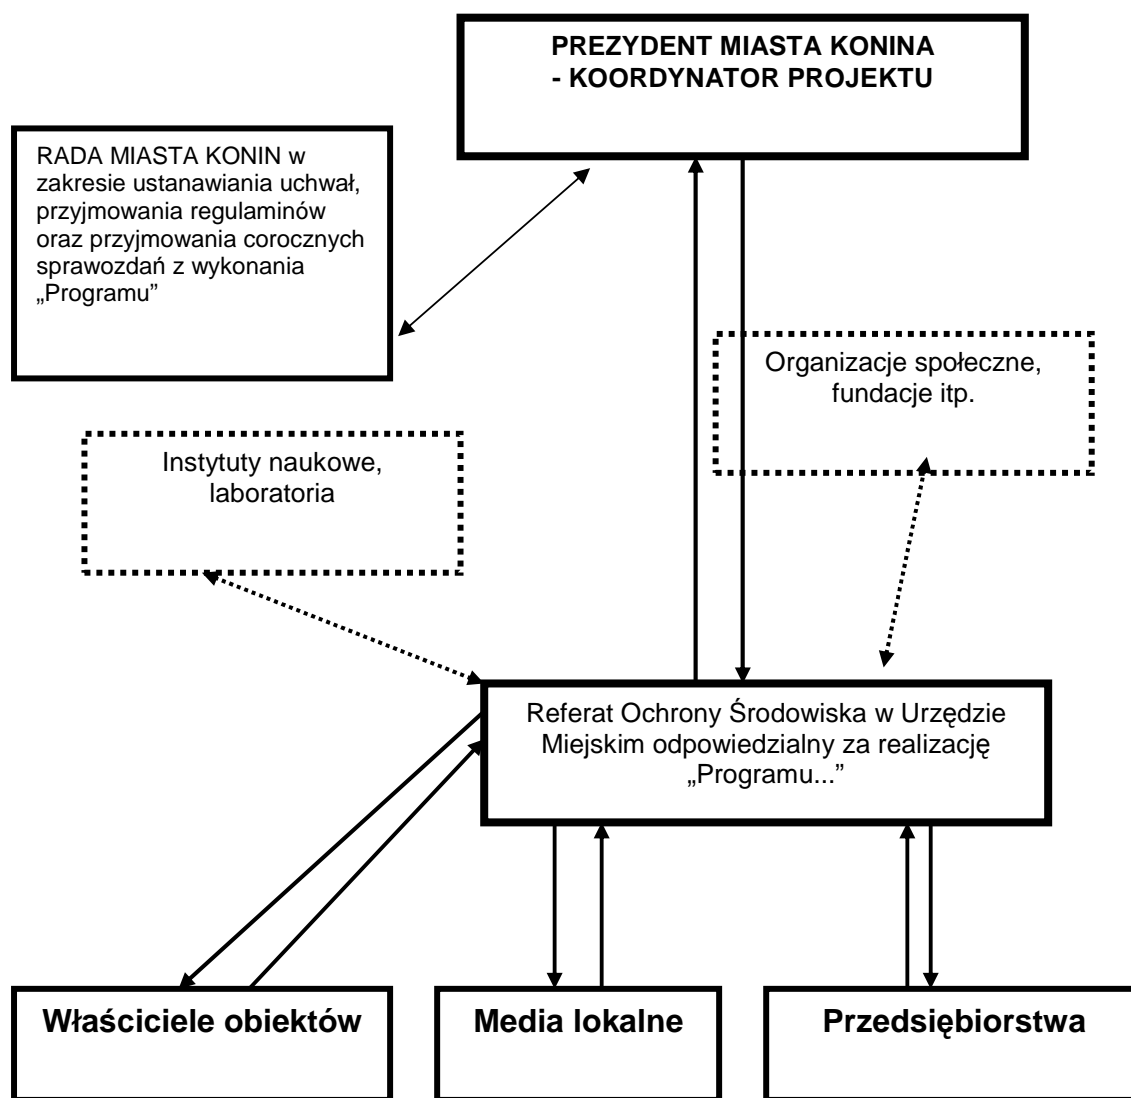 PREZYDENT MIASTA KONINA
- KOORDYNATOR PROJEKTU
RADA MIASTA KONIN w
zakresie ustanawiania uchwał,
przyjmowania regulaminów
oraz przyjmowania corocznych
sprawozdań z wykonania
„Programu”
Organizacje społeczne,
fundacje itp.
Instytuty naukowe,
laboratoria
Referat Ochrony Środowiska w Urzędzie
Miejskim odpowiedzialny za realizację
„Programu...”
Właściciele obiektów
Media lokalne
Przedsiębiorstwa